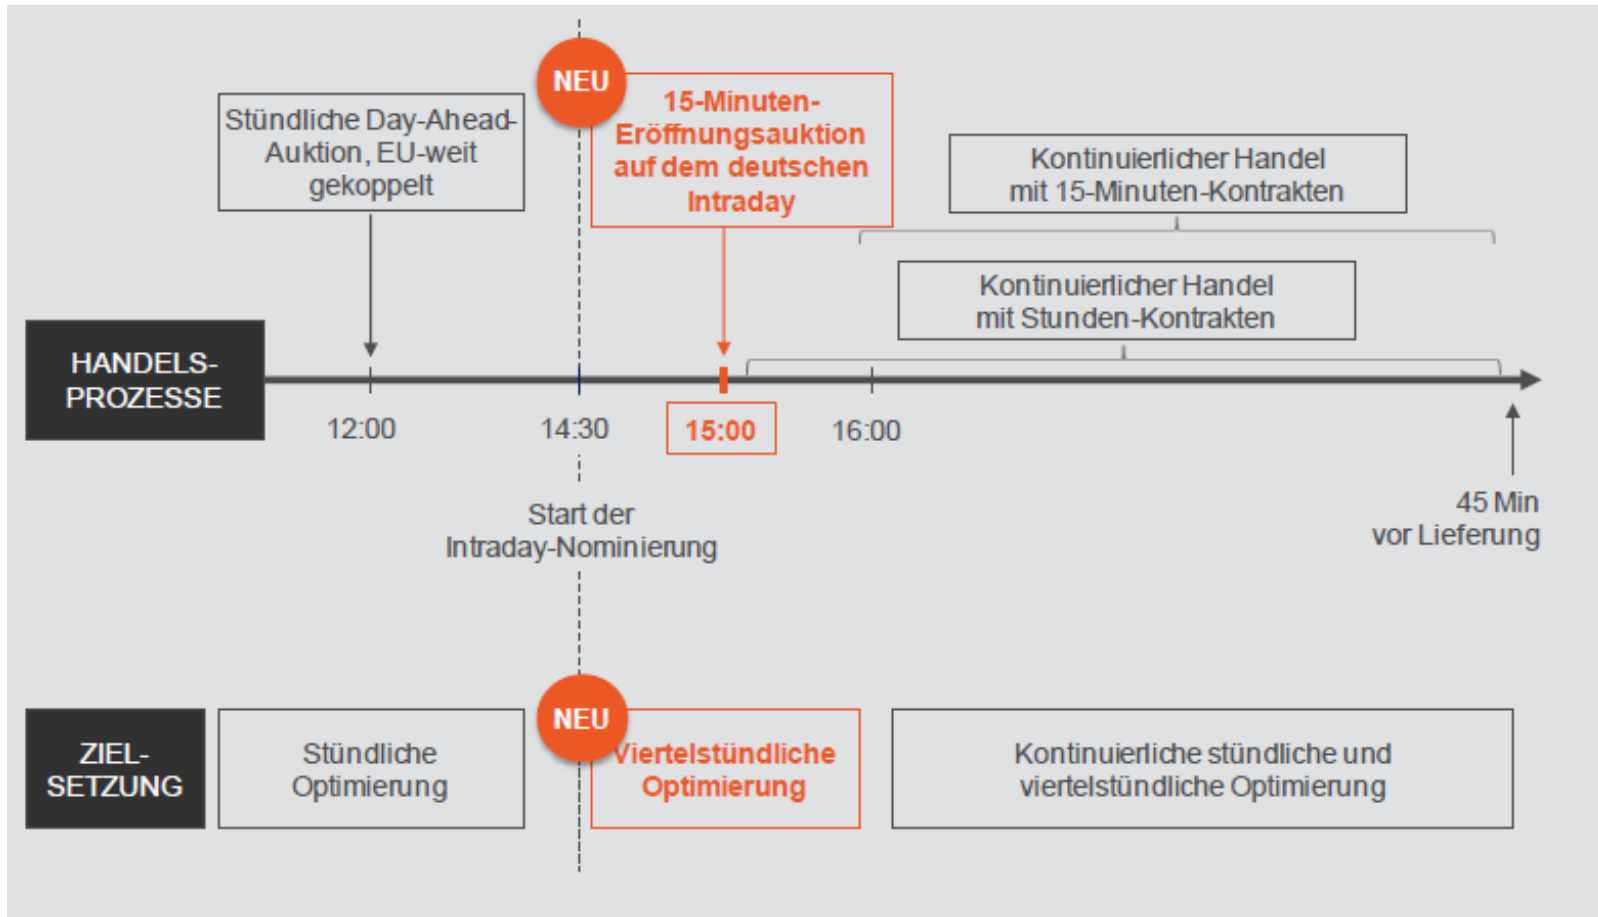 NEU
15-Minuten-
Eröffnungsauktion
auf dem deutschen
Intraday
Stündliche Day-Ahead-
Auktion, EU-weit
gekoppelt
Kontinuierlicher Handel
mit 15-Minuten-Kontrakten
Kontinuierlicher Handel
mit Stunden-Kontrakten
HANDELS-
PROZESSE
12:00
14:30
15:00
16:00
Start der
Intraday-Nominierung
45 Min
vor Lieferung
NEU
ZIEL-
SETZUNG
Stündliche
Optimierung
Viertelstündliche
Optimierung
Kontinuierliche stündliche und
viertelstündliche Optimierung